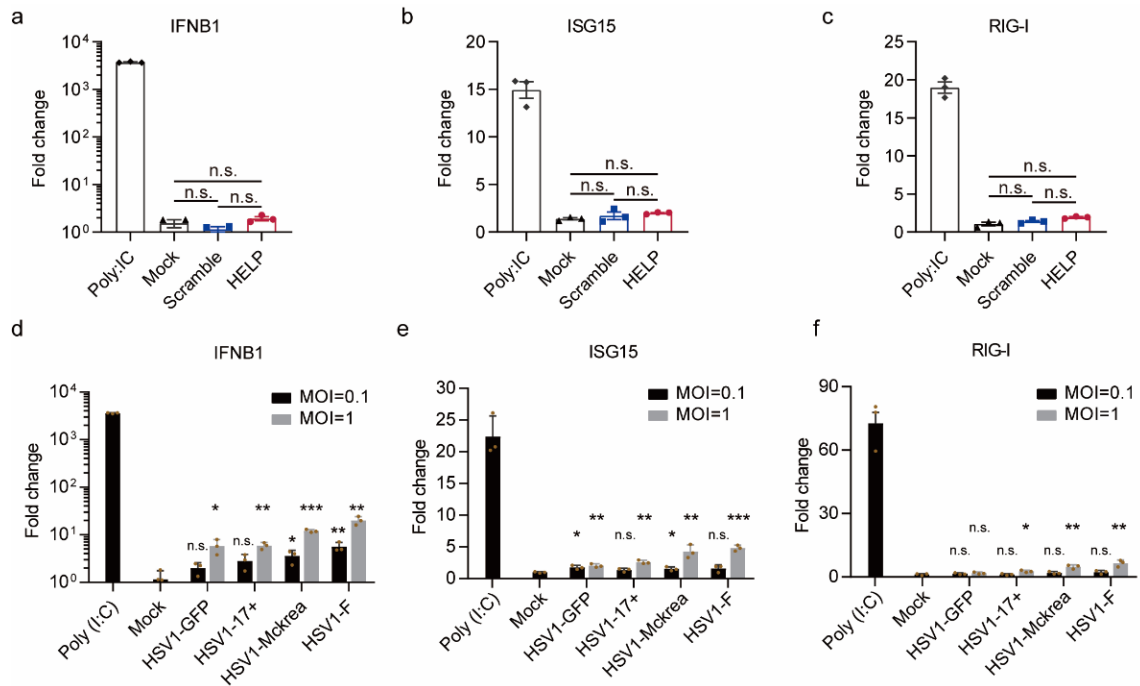 a
IFNB1
Fold change
10⁴
10³
10²
10¹
10⁰
n.s.
n.s.
n.s.
Poly:IC
Mock
Scramble
HELP
b
ISG15
Fold change
20
15
10
5
0
n.s.
n.s.
n.s.
Poly:IC
Mock
Scramble
HELP
c
RIG-I
Fold change
25
20
15
10
5
0
n.s.
n.s.
n.s.
Poly:IC
Mock
Scramble
HELP
d
IFNB1
Fold change
10⁴
10³
10²
10¹
10⁰
MOI=0.1
MOI=1
n.s.
*
n.s.
**
*
***
**
**
Poly (I:C)
Mock
HSV1-GFP
HSV1-17+
HSV1-Mckrea
HSV1-F
e
ISG15
Fold change
30
25
20
15
10
5
0
MOI=0.1
MOI=1
*
**
n.s.
**
*
**
n.s.
***
Poly (I:C)
Mock
HSV1-GFP
HSV1-17+
HSV1-Mckrea
HSV1-F
f
RIG-I
Fold change
90
60
30
0
MOI=0.1
MOI=1
n.s.
n.s.
n.s.
*
n.s.
**
n.s.
**
Poly (I:C)
Mock
HSV1-GFP
HSV1-17+
HSV1-Mckrea
HSV1-F